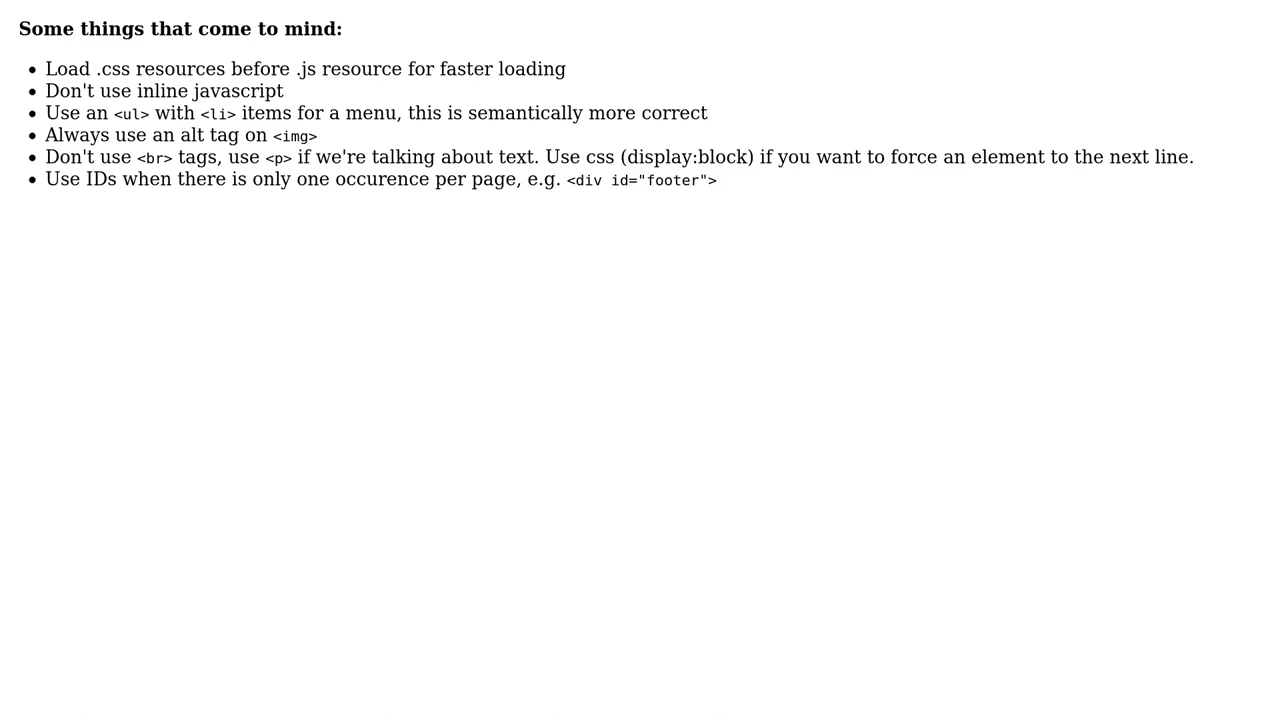 Some things that come to mind:
• Load .css resources before .js resource for faster loading
• Don't use inline javascript
• Use an <ul> with <li> items for a menu, this is semantically more correct
• Always use an alt tag on <img>
• Don't use <br> tags, use <p> if we're talking about text. Use css (display:block) if you want to force an element to the next line.
• Use IDs when there is only one occurence per page, e.g. <div id="footer">